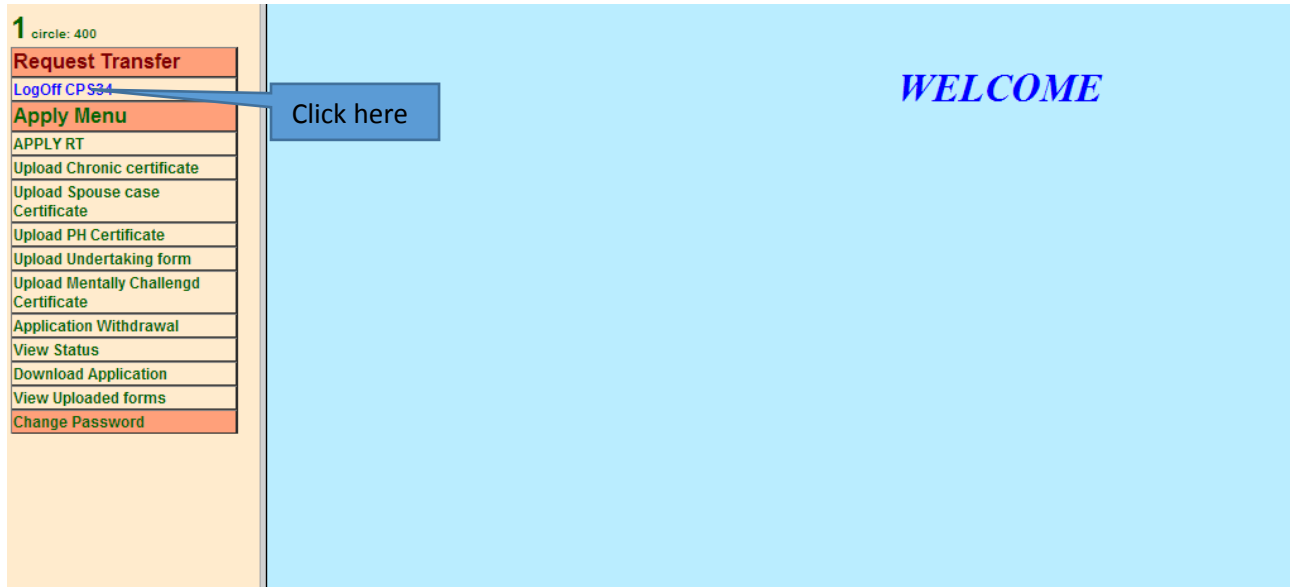 1 circle: 400
Request Transfer
LogOff CPS34
Click here
WELCOME
Apply Menu
APPLY RT
Upload Chronic certificate
Upload Spouse case
Certificate
Upload PH Certificate
Upload Undertaking form
Upload Mentally Challengd
Certificate
Application Withdrawal
View Status
Download Application
View Uploaded forms
Change Password